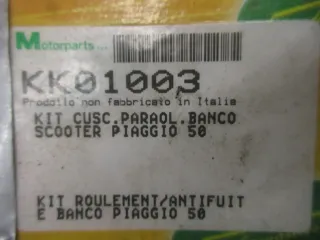 Motorparts
KK01003
Prodotto non fabbricato in Italia
KIT CUSC.PARAOL.BANCO
SCOOTER PIAGGIO 50
KIT ROULEMENT/ANTIFUIT
E BANCO PIAGGIO 50